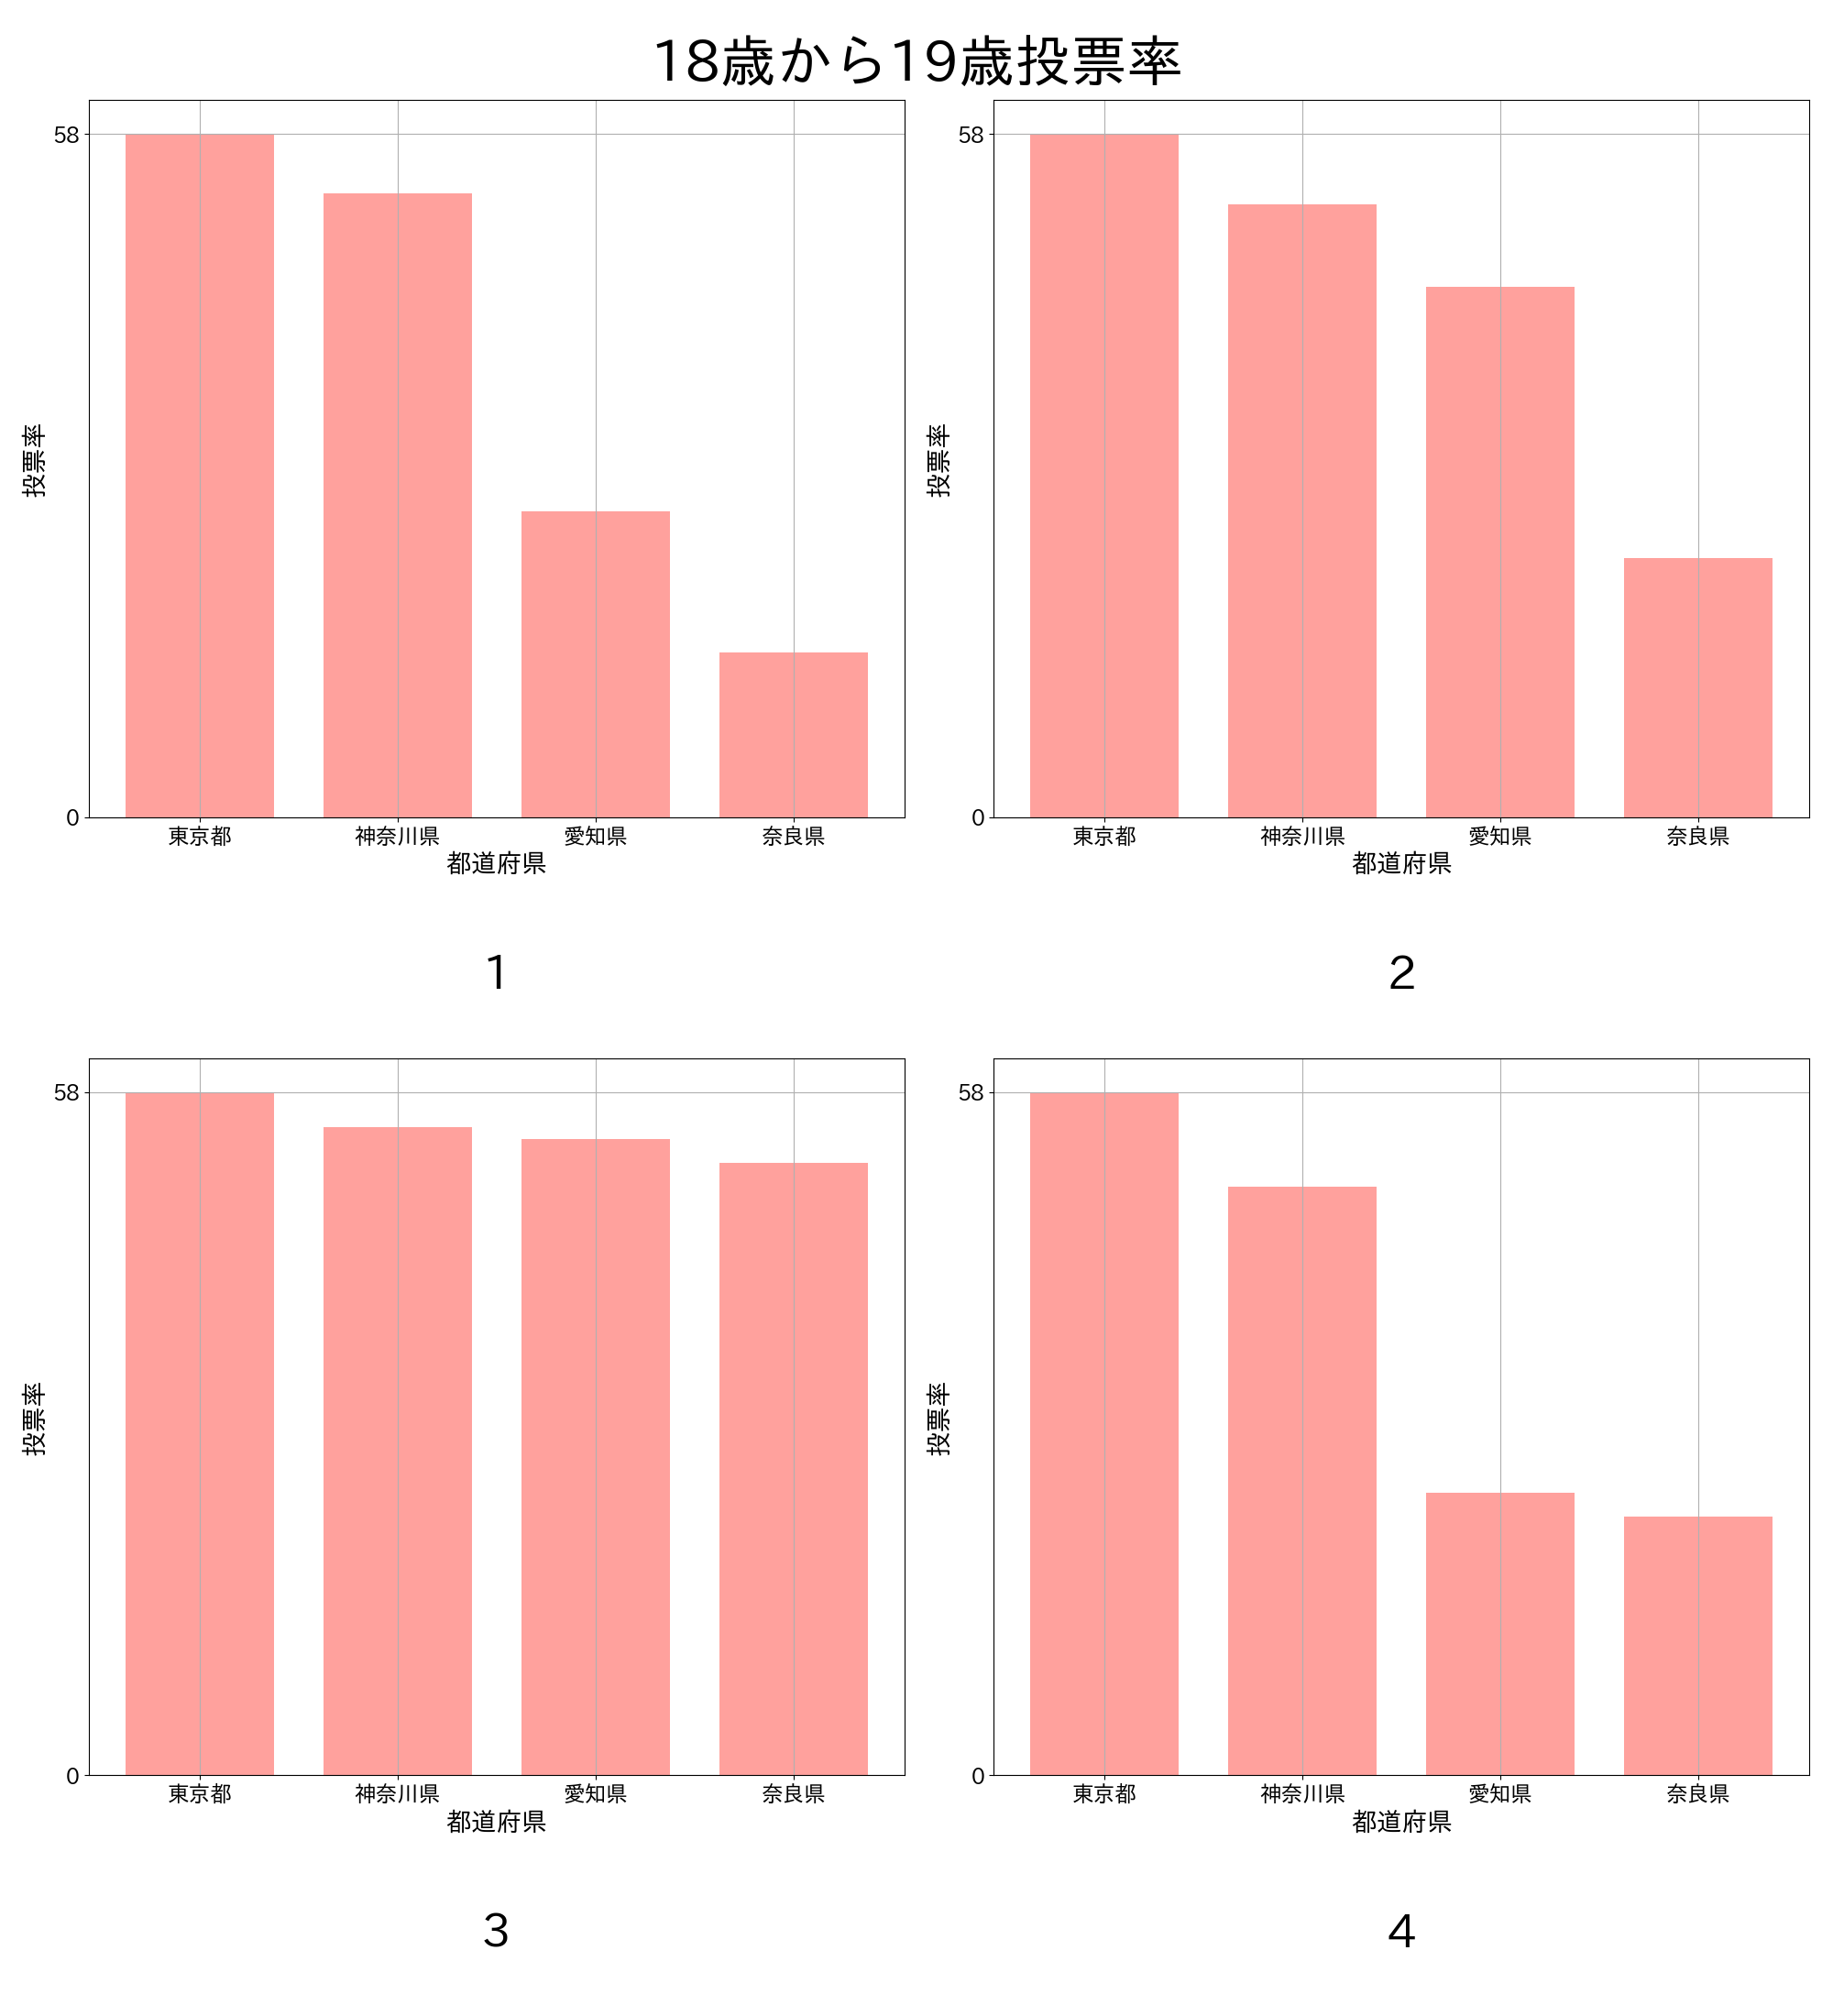 18歳から19歳投票率
58
0
投票率
東京都 神奈川県 愛知県 奈良県
都道府県
1
58
0
投票率
東京都 神奈川県 愛知県 奈良県
都道府県
2
58
0
投票率
東京都 神奈川県 愛知県 奈良県
都道府県
3
58
0
投票率
東京都 神奈川県 愛知県 奈良県
都道府県
4